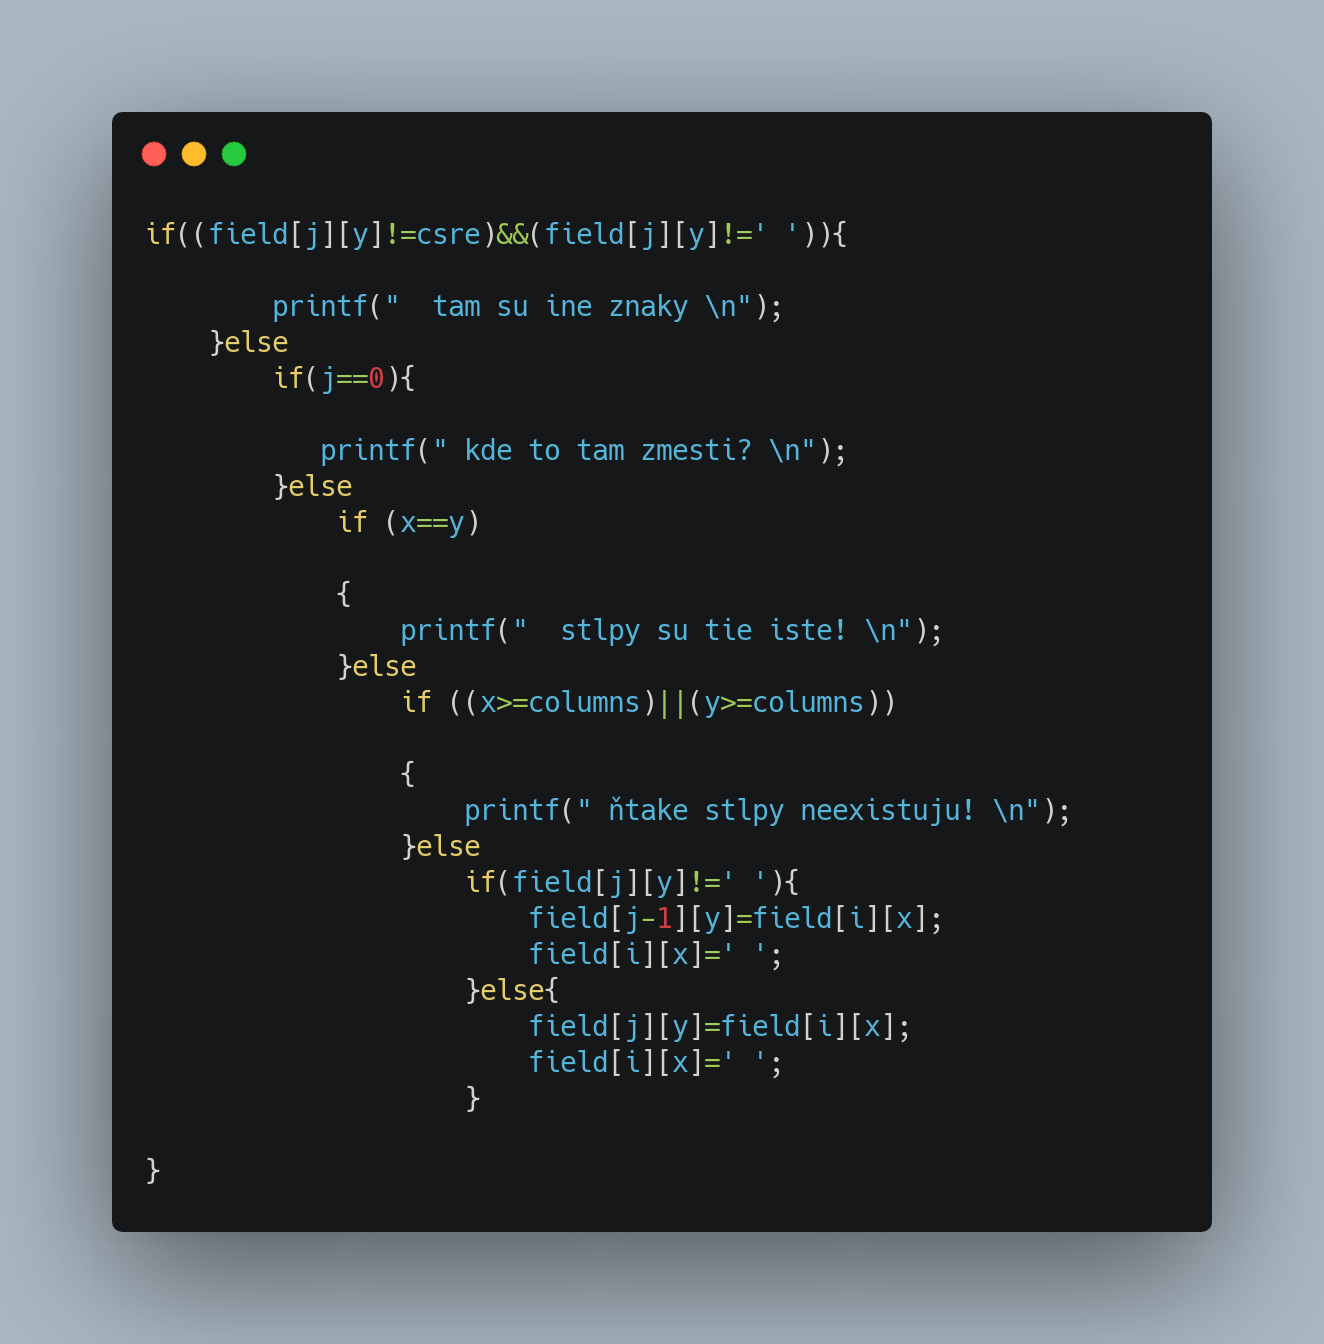 if((field[j][y]!=csre)&&(field[j][y]!=' ')){
        printf("  tam su ine znaky \n");
    }else
        if(j==0){
           printf(" kde to tam zmesti? \n");
        }else
            if (x==y)
            {
                printf("  stlpy su tie iste! \n");
            }else
                if ((x>=columns)||(y>=columns))
                {
                    printf(" ňtake stlpy neexistuju! \n");
                }else
                    if(field[j][y]!=' '){
                        field[j-1][y]=field[i][x];
                        field[i][x]=' ';
                    }else{
                        field[j][y]=field[i][x];
                        field[i][x]=' ';
                    }
}